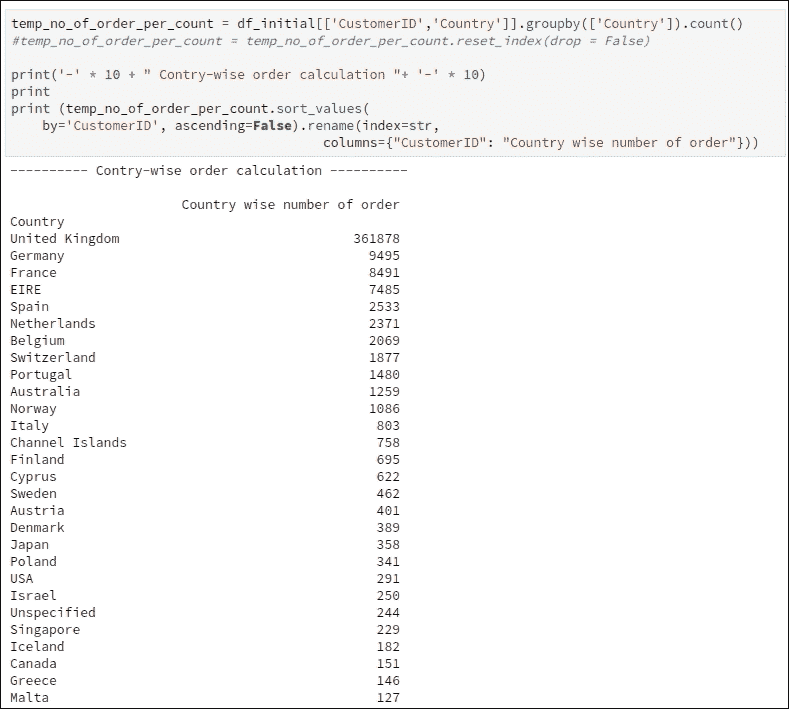 temp_no_of_order_per_count = df_initial[['CustomerID','Country']].groupby(['Country']).count()
#temp_no_of_order_per_count = temp_no_of_order_per_count.reset_index(drop = False)
print('-' * 10 + " Contry-wise order calculation "+ '-' * 10)
print
print (temp_no_of_order_per_count.sort_values(
by='CustomerID', ascending=False).rename(index=str,
columns={"CustomerID": "Country wise number of order"}))
---------- Contry-wise order calculation ----------
Country wise number of order
Country
United Kingdom 361878
Germany 9495
France 8491
EIRE 7485
Spain 2533
Netherlands 2371
Belgium 2069
Switzerland 1877
Portugal 1480
Australia 1259
Norway 1086
Italy 803
Channel Islands 758
Finland 695
Cyprus 622
Sweden 462
Austria 401
Denmark 389
Japan 358
Poland 341
USA 291
Israel 250
Unspecified 244
Singapore 229
Iceland 182
Canada 151
Greece 146
Malta 127